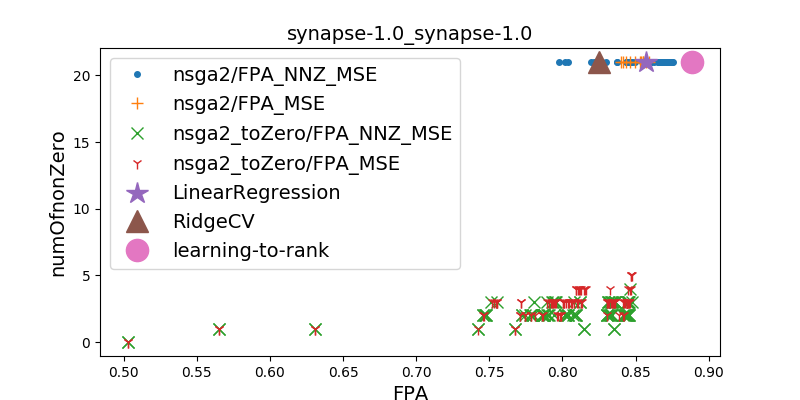 synapse-1.0_synapse-1.0
numOfnonZero
20
15
10
5
0
nsga2/FPA_NNZ_MSE
nsga2/FPA_MSE
nsga2_toZero/FPA_NNZ_MSE
nsga2_toZero/FPA_MSE
LinearRegression
RidgeCV
learning-to-rank
0.50 0.55 0.60 0.65 0.70 0.75 0.80 0.85 0.90
FPA